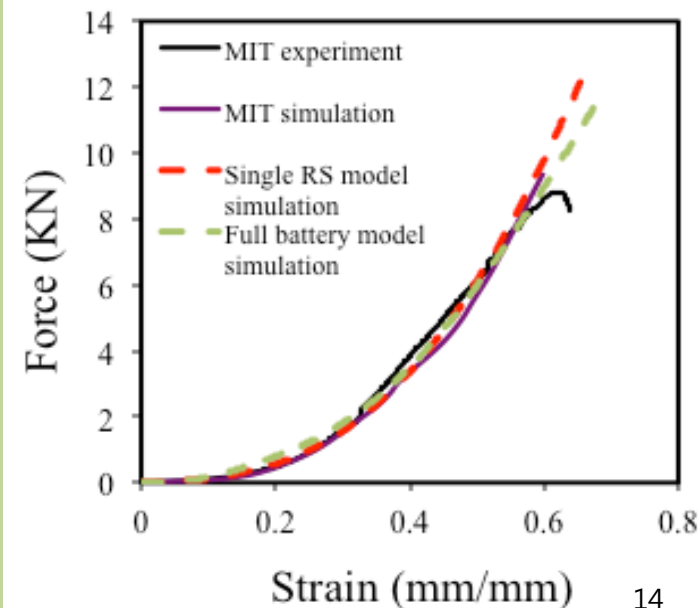 14
12
10
8
6
4
2
0
Force (KN)
MIT experiment
MIT simulation
Single RS model
simulation
Full battery model
simulation
0 0.2 0.4 0.6 0.8
Strain (mm/mm)
14